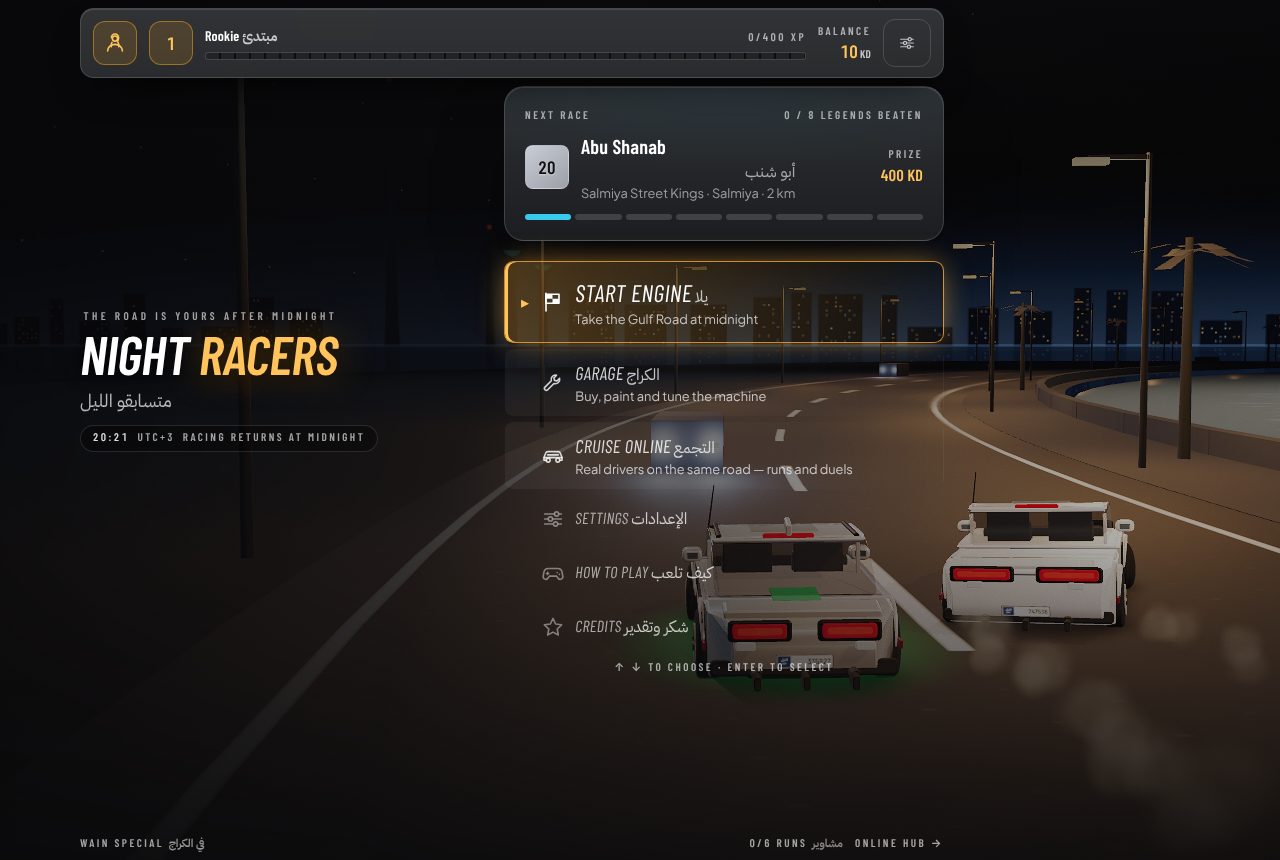 1
Rookie مبتدئ
0/400 XP
BALANCE
10 KD
NEXT RACE
0 / 8 LEGENDS BEATEN
20
Abu Shanab
أبو شنب
Salmiya Street Kings · Salmiya · 2 km
PRIZE
400 KD
THE ROAD IS YOURS AFTER MIDNIGHT
NIGHT RACERS
متسابقو الليل
20:21 UTC+3 RACING RETURNS AT MIDNIGHT
START ENGINE يلا
Take the Gulf Road at midnight
GARAGE الكراج
Buy, paint and tune the machine
CRUISE ONLINE التجمع
Real drivers on the same road — runs and duels
SETTINGS الإعدادات
HOW TO PLAY كيف تلعب
CREDITS شكر وتقدير
↑ ↓ TO CHOOSE · ENTER TO SELECT
WAIN SPECIAL في الكراج
0/6 RUNS مشاوير
ONLINE HUB →